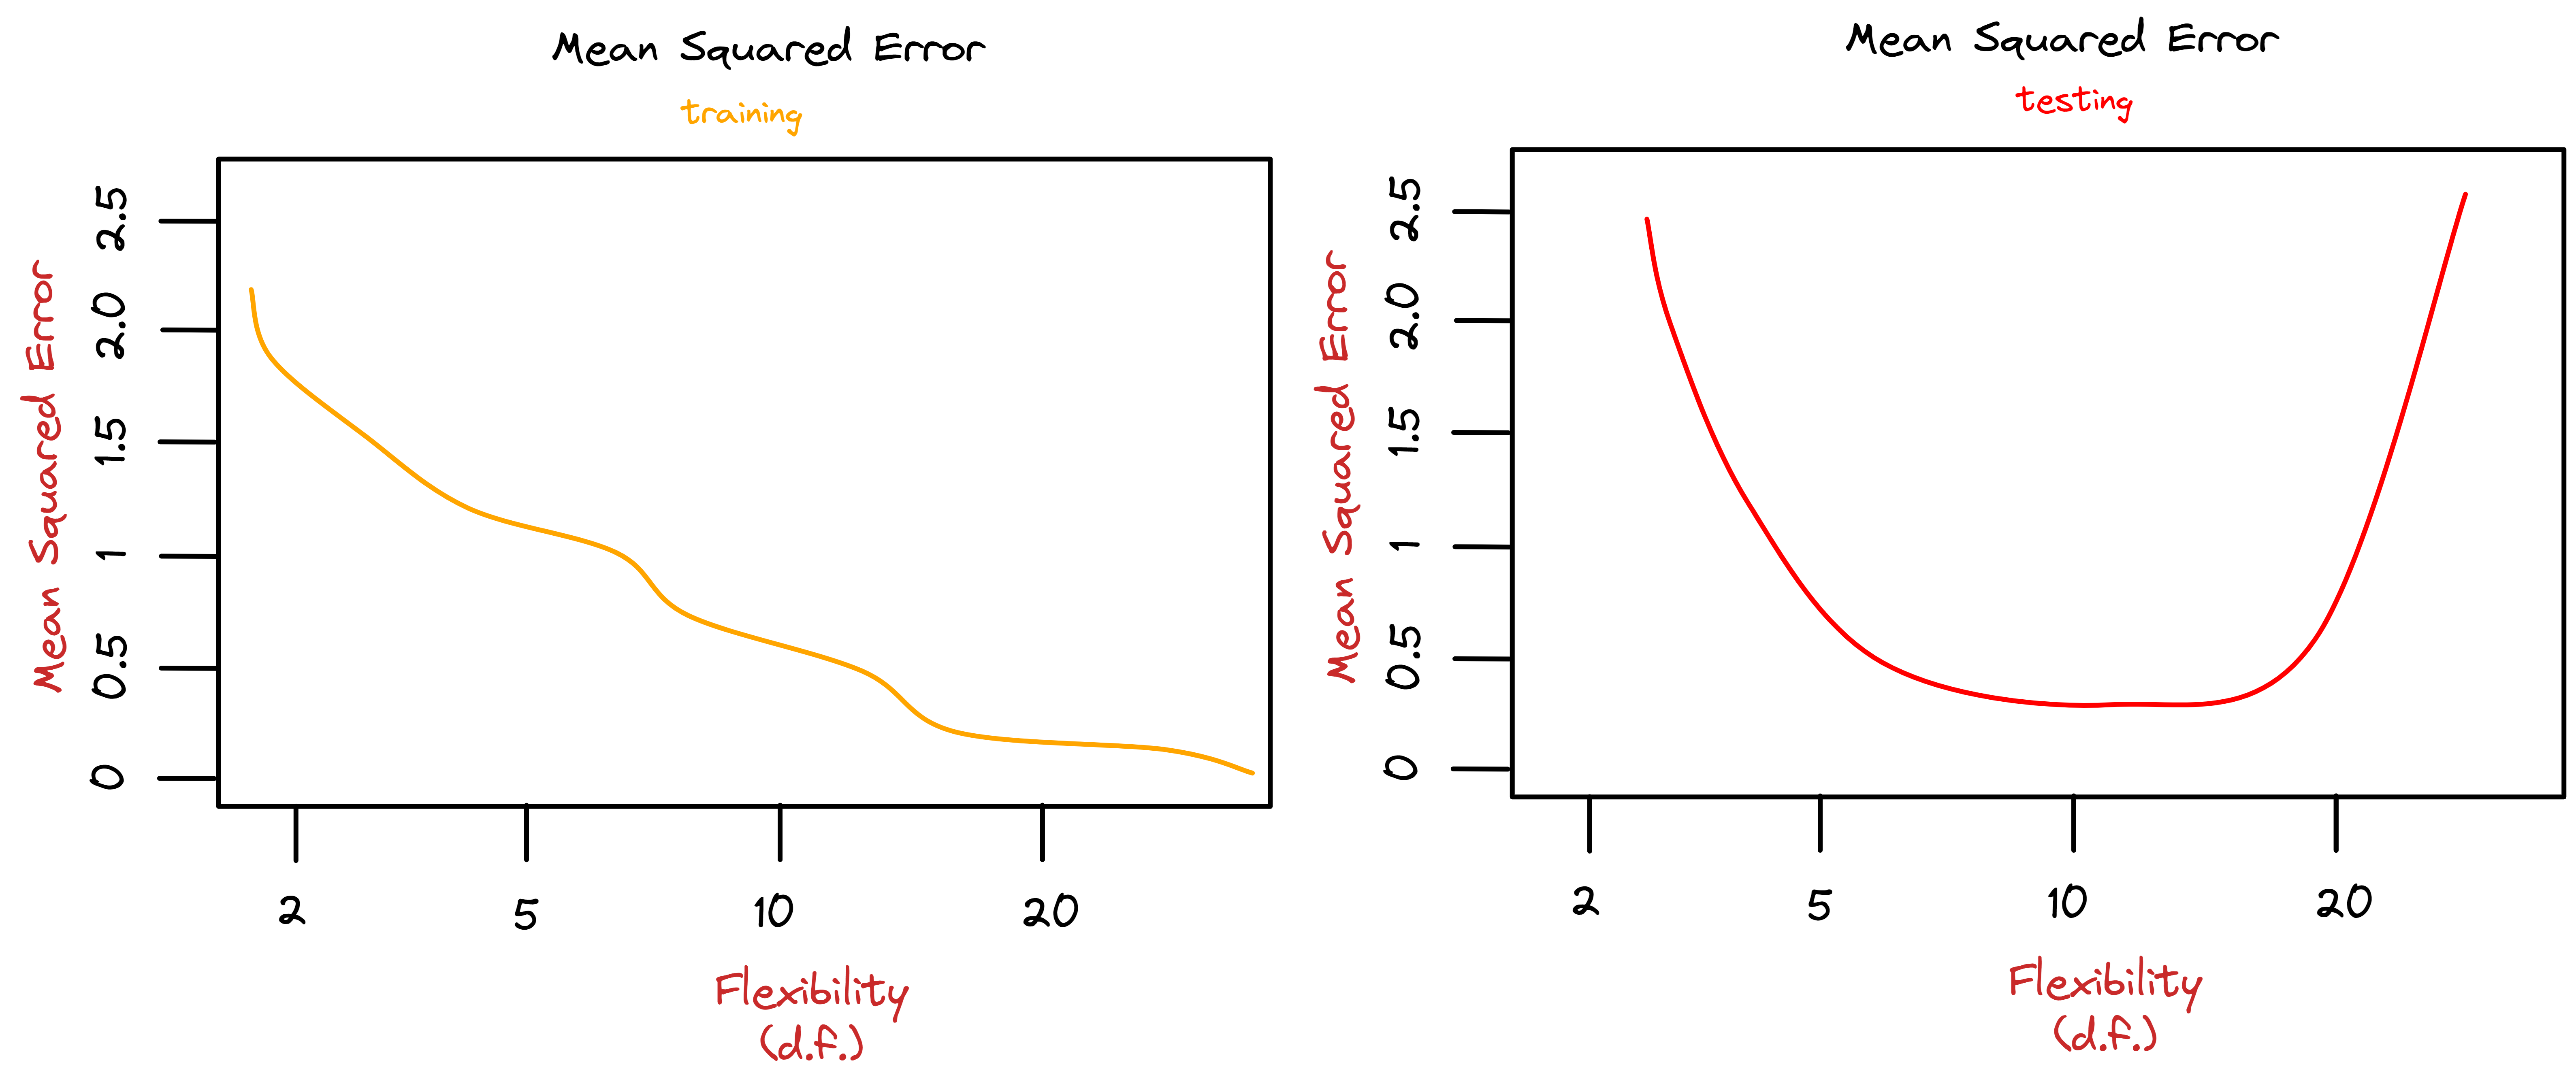 Mean Squared Error
training
Mean Squared Error
2.5
2.0
1.5
1
0.5
0
2 5 10 20
Flexibility
(d.f.)
Mean Squared Error
testing
Mean Squared Error
2.5
2.0
1.5
1
0.5
0
2 5 10 20
Flexibility
(d.f.)